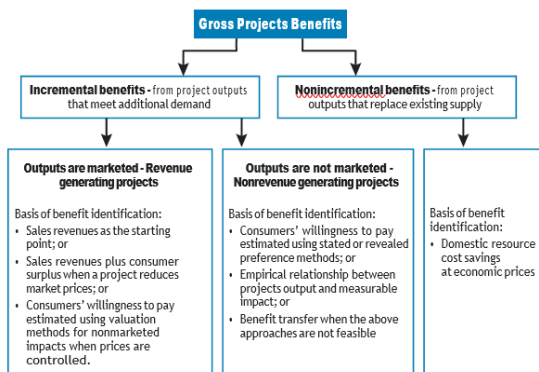 Gross Projects Benefits
Incremental benefits - from project outputs
that meet additional demand
Nonincremental benefits - from project
outputs that replace existing supply
Outputs are marketed - Revenue
generating projects
Basis of benefit identification:
• Sales revenues as the starting
point; or
• Sales revenues plus consumer
surplus when a project reduces
market prices; or
• Consumers' willingness to pay
estimated using valuation
methods for nonmarketed
impacts when prices are
controlled.
Outputs are not marketed -
Nonrevenue generating projects
Basis of benefit identification:
• Consumers' willingness to pay
estimated using stated or revealed
preference methods; or
• Empirical relationship between
projects output and measurable
impact; or
• Benefit transfer when the above
approaches are not feasible
Basis of benefit
identification:
• Domestic resource
cost savings
at economic prices